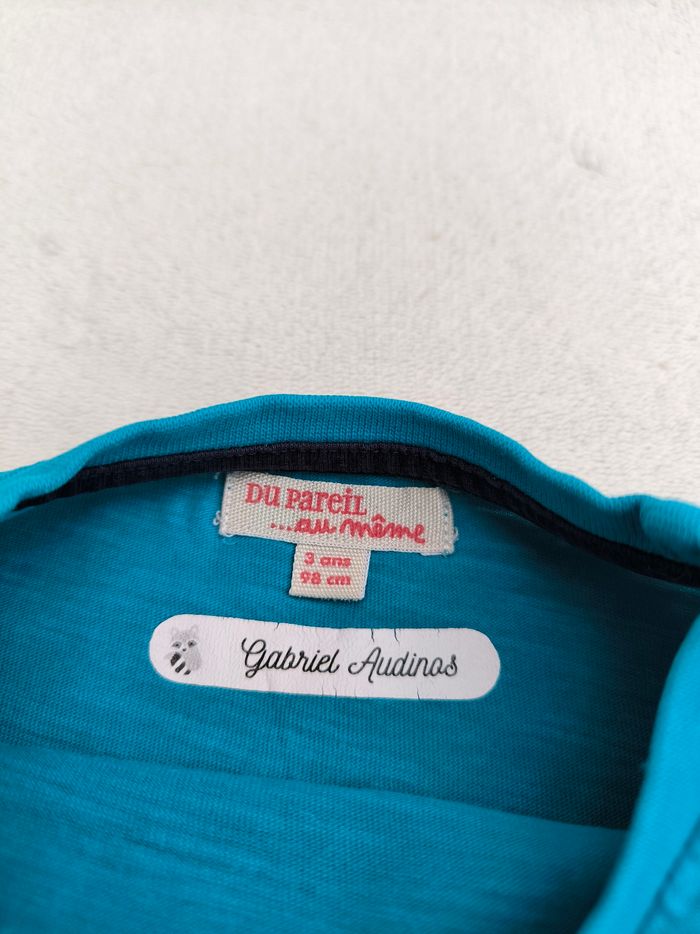 DU PAREIL
...au même
3 ans
98 cm
Gabriel Audinos